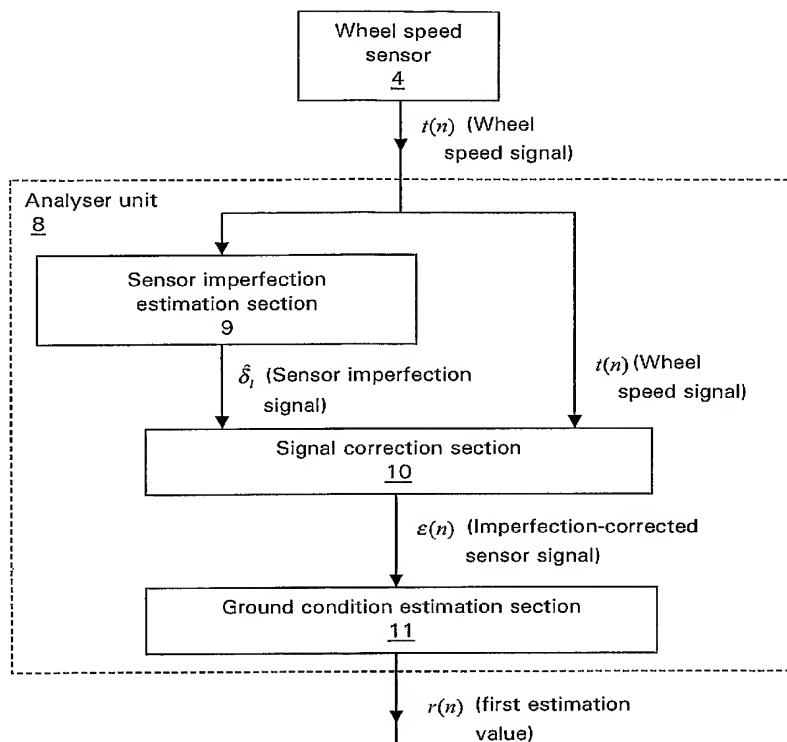 Wheel speed
sensor
4
t(n) (Wheel
speed signal)
Analyser unit
8
Sensor imperfection
estimation section
9
δ̂ₗ (Sensor imperfection
signal)
t(n) (Wheel
speed signal)
Signal correction section
10
ε(n) (Imperfection-corrected
sensor signal)
Ground condition estimation section
11
r(n) (first estimation
value)